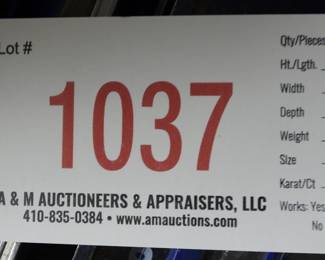 Lot #
1037
A & M AUCTIONEERS & APPRAISERS, LLC
410-835-0384 • www.amauctions.com
Qty/Pieces
Ht./Lgth.
Width
Depth
Weight
Size
Karat/Ct
Works: Yes
No